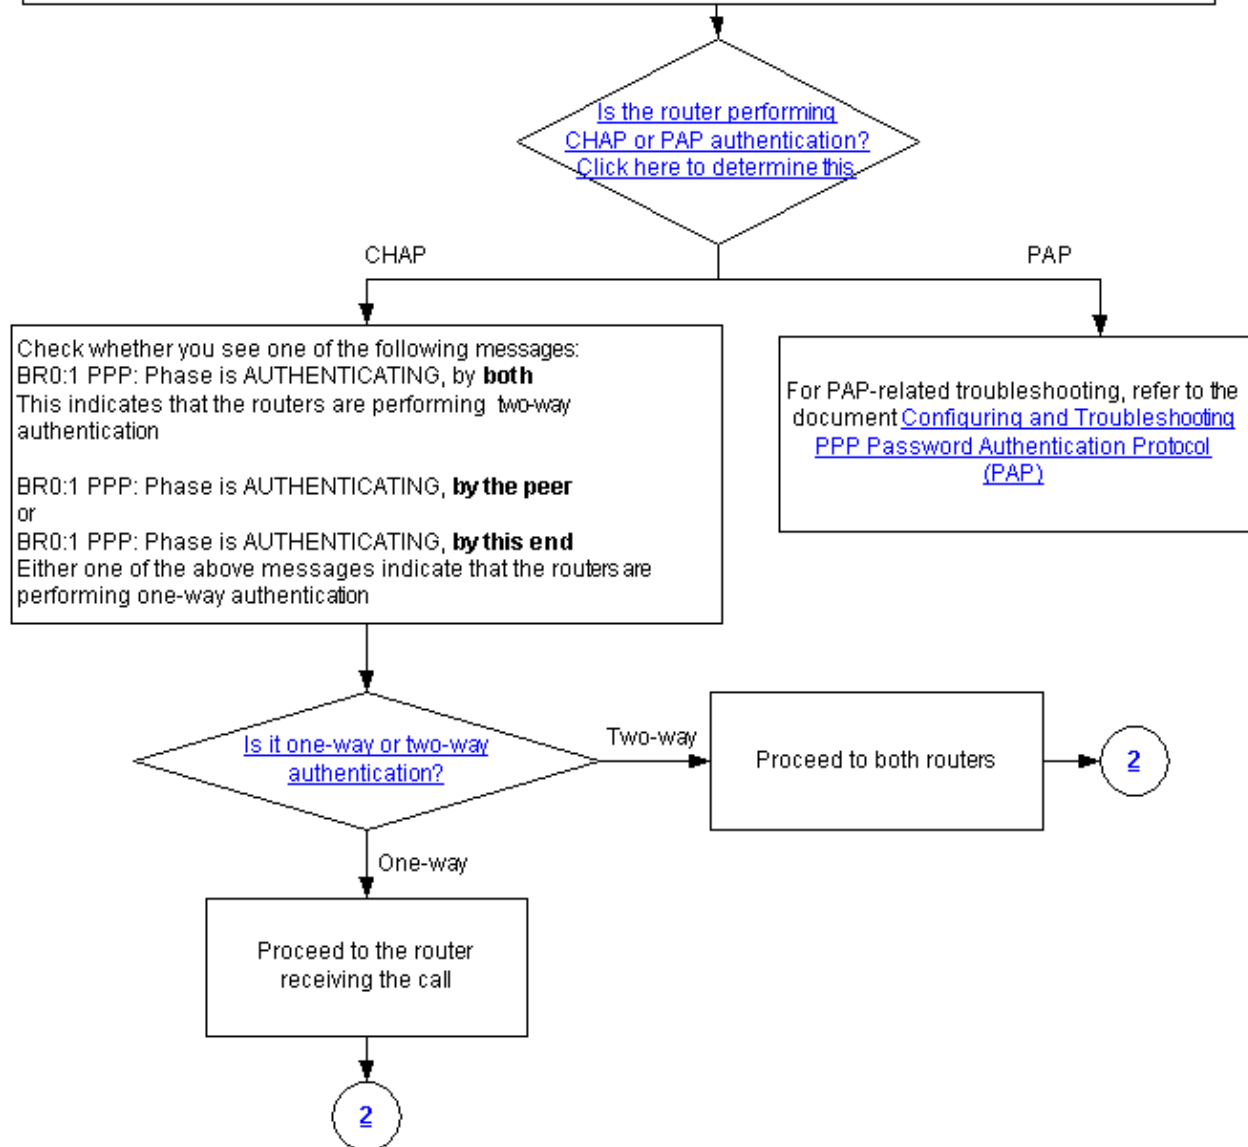 Is the router performing
CHAP or PAP authentication?
Click here to determine this
CHAP
PAP
Check whether you see one of the following messages:
BR0:1 PPP: Phase is AUTHENTICATING, by both
This indicates that the routers are performing two-way
authentication
BR0:1 PPP: Phase is AUTHENTICATING, by the peer
or
BR0:1 PPP: Phase is AUTHENTICATING, by this end
Either one of the above messages indicate that the routers are
performing one-way authentication
For PAP-related troubleshooting, refer to the
document Configuring and Troubleshooting
PPP Password Authentication Protocol
(PAP)
Is it one-way or two-way
authentication?
Two-way
Proceed to both routers
2
One-way
Proceed to the router
receiving the call
2